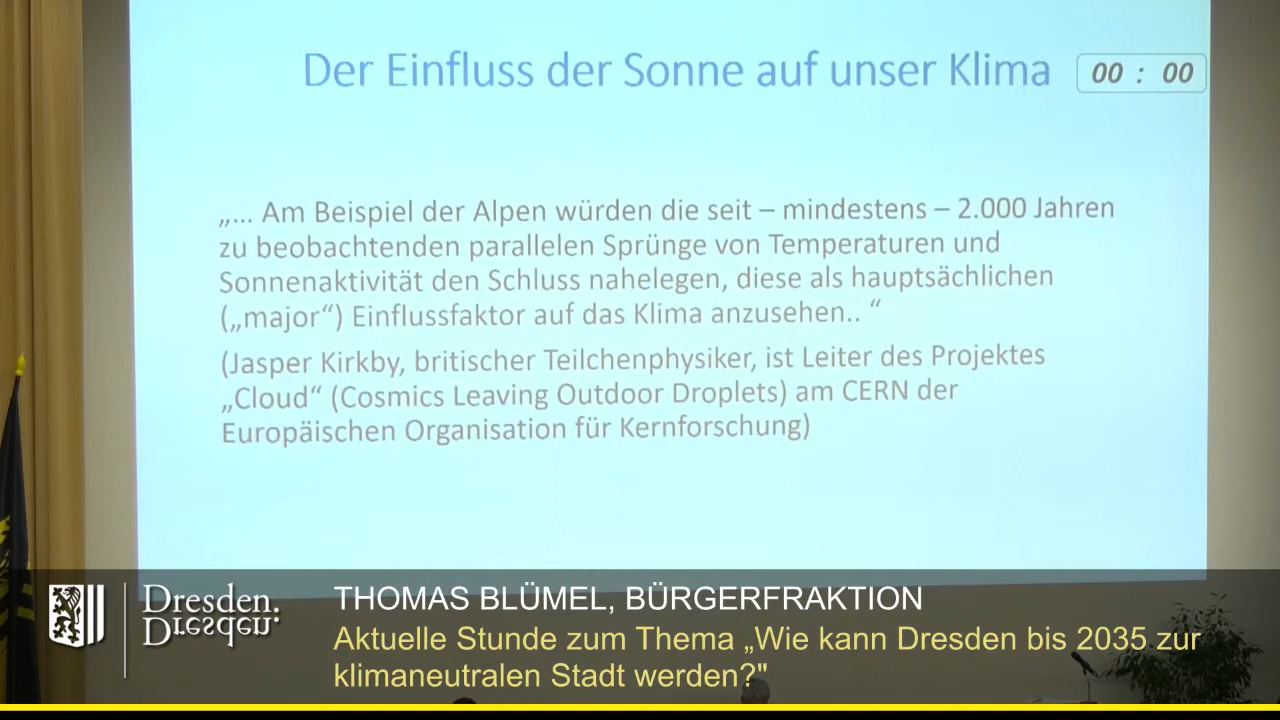 Der Einfluss der Sonne auf unser Klima
00 : 00
„... Am Beispiel der Alpen würden die seit – mindestens – 2.000 Jahren
zu beobachtenden parallelen Sprünge von Temperaturen und
Sonnenaktivität den Schluss nahelegen, diese als hauptsächlichen
(„major“) Einflussfaktor auf das Klima anzusehen.. “
(Jasper Kirkby, britischer Teilchenphysiker, ist Leiter des Projektes
„Cloud“ (Cosmics Leaving Outdoor Droplets) am CERN der
Europäischen Organisation für Kernforschung)
Dresden.
Dresden.
THOMAS BLÜMEL, BÜRGERFRAKTION
Aktuelle Stunde zum Thema „Wie kann Dresden bis 2035 zur
klimaneutralen Stadt werden?"